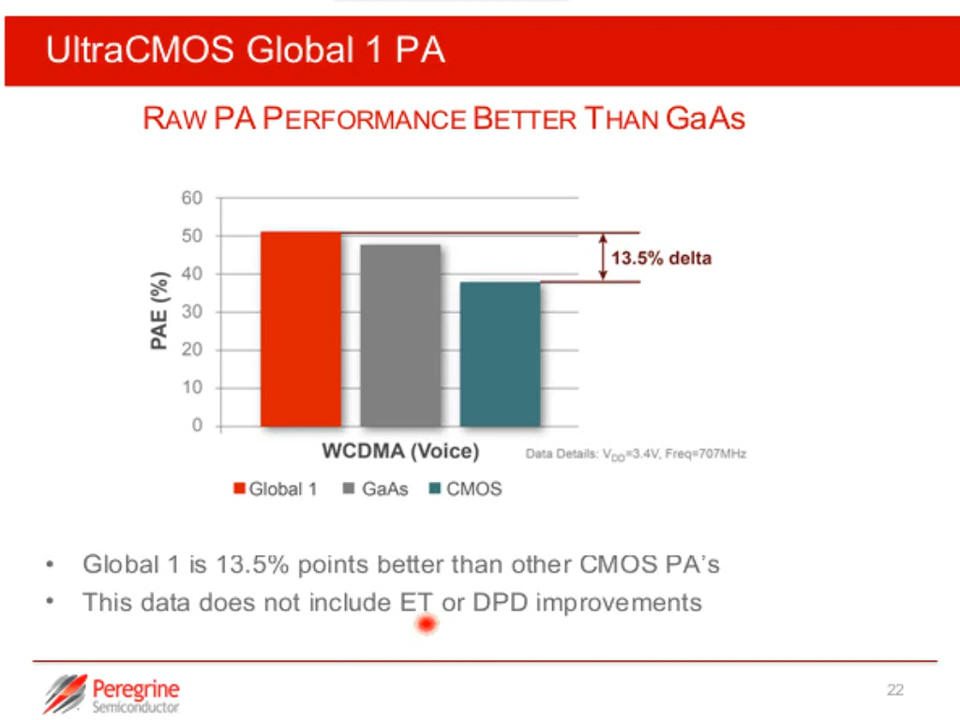 UltraCMOS Global 1 PA
RAW PA PERFORMANCE BETTER THAN GaAs
60
50
40
30
20
10
0
PAE (%)
13.5% delta
WCDMA (Voice)
Data Details: VDD=3.4V, Freq=707MHz
Global 1 GaAs CMOS
• Global 1 is 13.5% points better than other CMOS PA's
• This data does not include ET or DPD improvements
Peregrine
Semiconductor
22